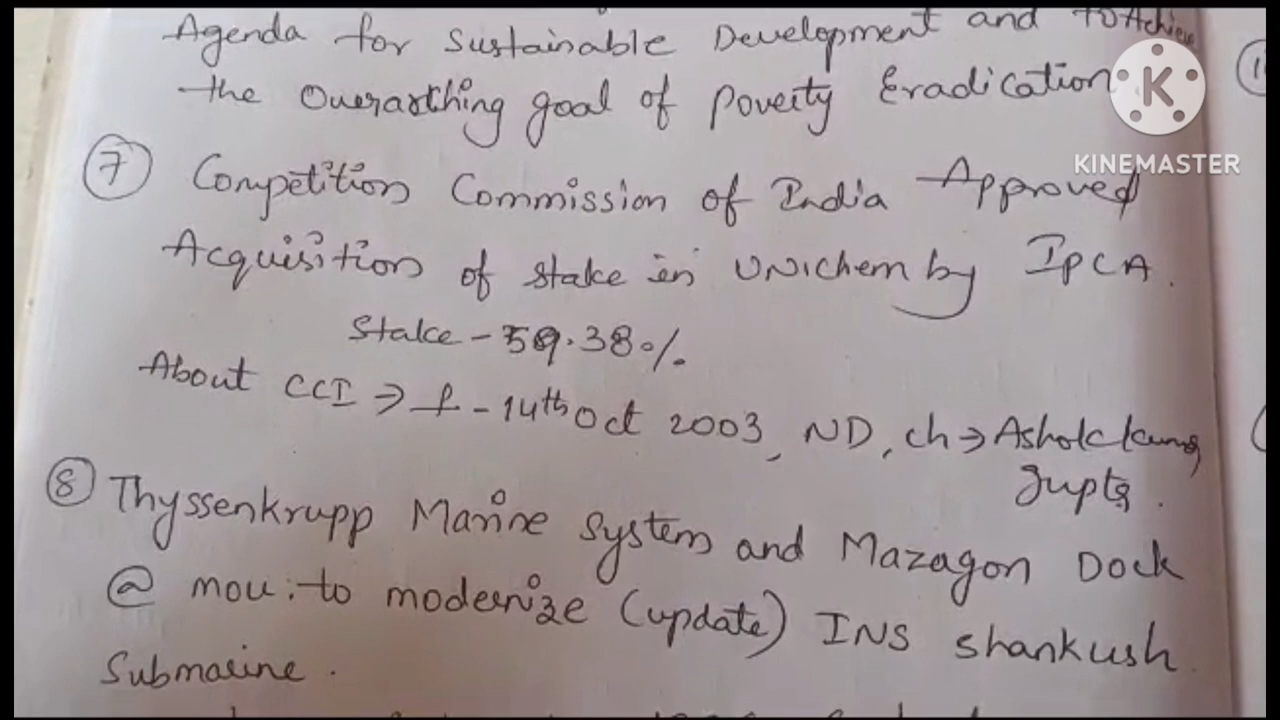 Agenda for Sustainable Development and to Achieve
the Overarching goal of Poverty Eradication
K
KINEMASTER
7 Competition Commission of India Approved
Acquisition of stake in Unichem by IPCA.
Stake - 59.38%.
About CCI → f - 14th Oct 2003, ND, ch → Ashok kumar
Gupta.
8 Thyssenkrupp Marine System and Mazagon Dock
@ mou: to modernize (update) INS Shankush
Submarine.